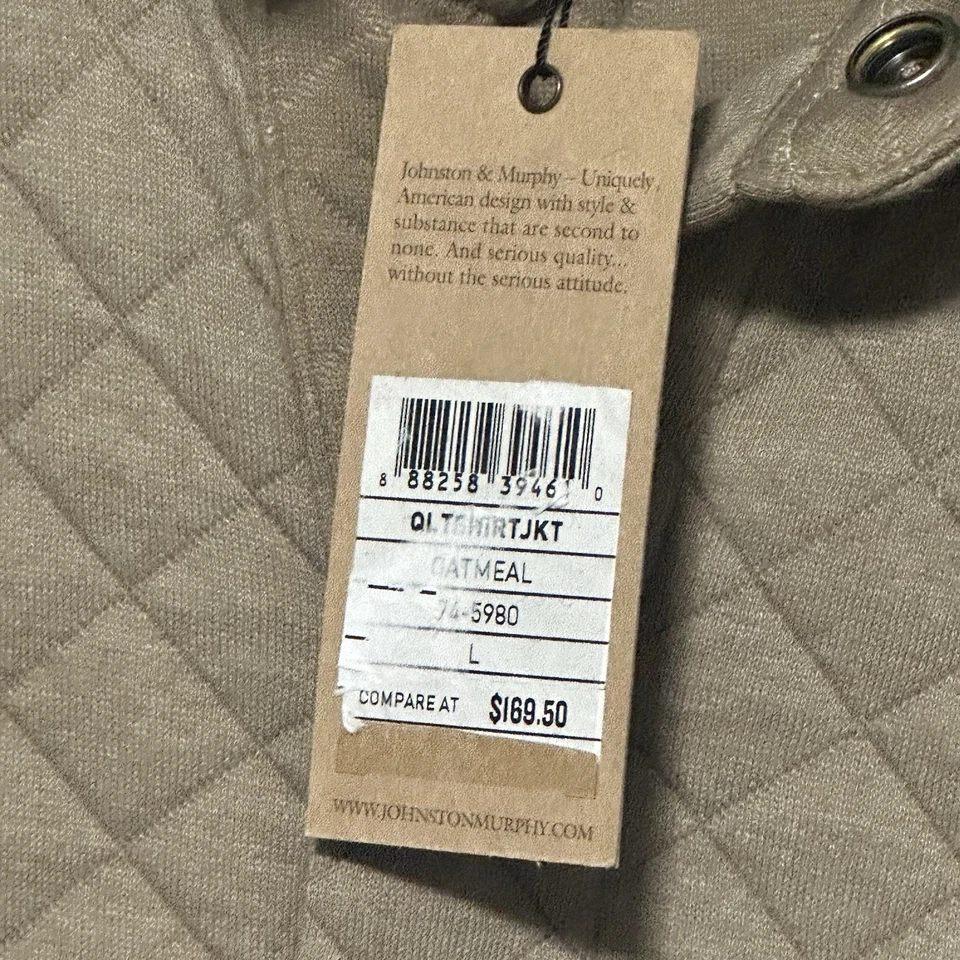 Johnston & Murphy – Uniquely
American design with style &
substance that are second to
none. And serious quality...
without the serious attitude.
8 88258 3946 0
QLTSHIRTJKT
OATMEAL
74-5980
L
COMPARE AT $169.50
WWW.JOHNSTONMURPHY.COM